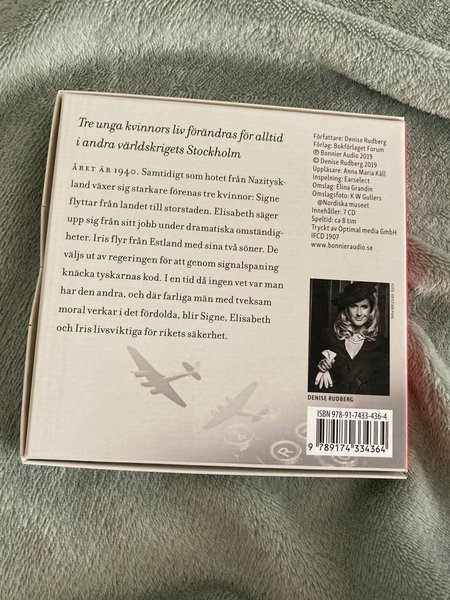 Tre unga kvinnors liv förändras för alltid
i andra världskrigets Stockholm
ÅRET ÄR 1940. Samtidigt som hotet från Nazitysk-
land växer sig starkare förenas tre kvinnor: Signe
flyttar från landet till storstaden. Elisabeth säger
upp sig från sitt jobb under dramatiska omständig-
heter. Iris flyr från Estland med sina två söner. De
väljs ut av regeringen för att genom signalspaning
knäcka tyskarnas kod. I en tid då ingen vet var man
har den andra, och där farliga män med tveksam
moral verkar i det fördolda, blir Signe, Elisabeth
och Iris livsviktiga för rikets säkerhet.
Författare: Denise Rudberg
Förlag: Bokförlaget Forum
℗ Bonnier Audio 2019
© Denise Rudberg 2019
Uppläsare: Anna Maria Käll
Inspelning: Earselect
Omslag: Elina Grandin
Omslagsfoto: K W Gullers
@Nordiska museet
Innehåller: 7 CD
Speltid: ca 8 tim
Tryckt av Optimal media GmbH
IFCD 1907
www.bonnieraudio.se
DENISE RUDBERG
ISBN 978-91-7433-436-4
9 789174 334364
R